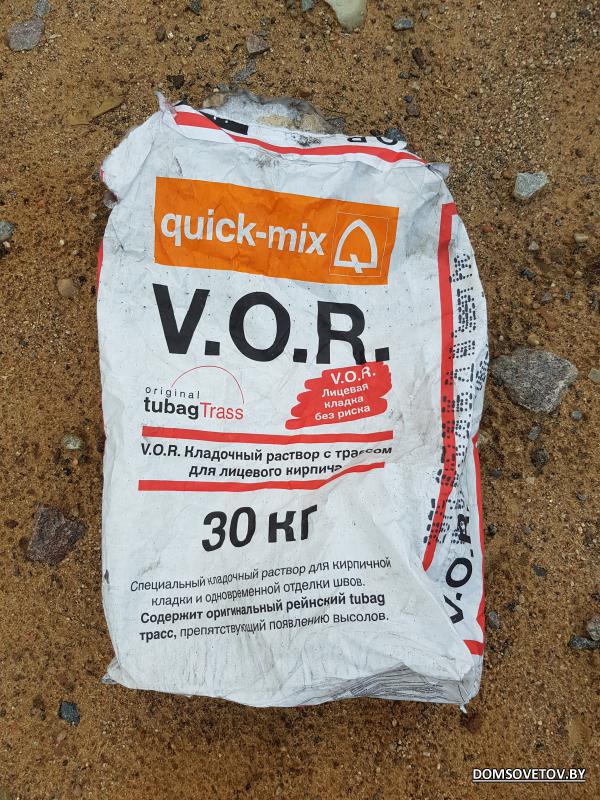 quick-mix
V.O.R.
original
tubagTrass
V.O.R.
Лицевая
кладка
без риска
V.O.R. Кладочный раствор с трассом
для лицевого кирпича
30 кг
Специальный кладочный раствор для кирпичной
кладки и одновременной отделки швов.
Содержит оригинальный рейнский tubag
трасс, препятствующий появлению высолов.
V.O.R
DOMSOVETOV.BY